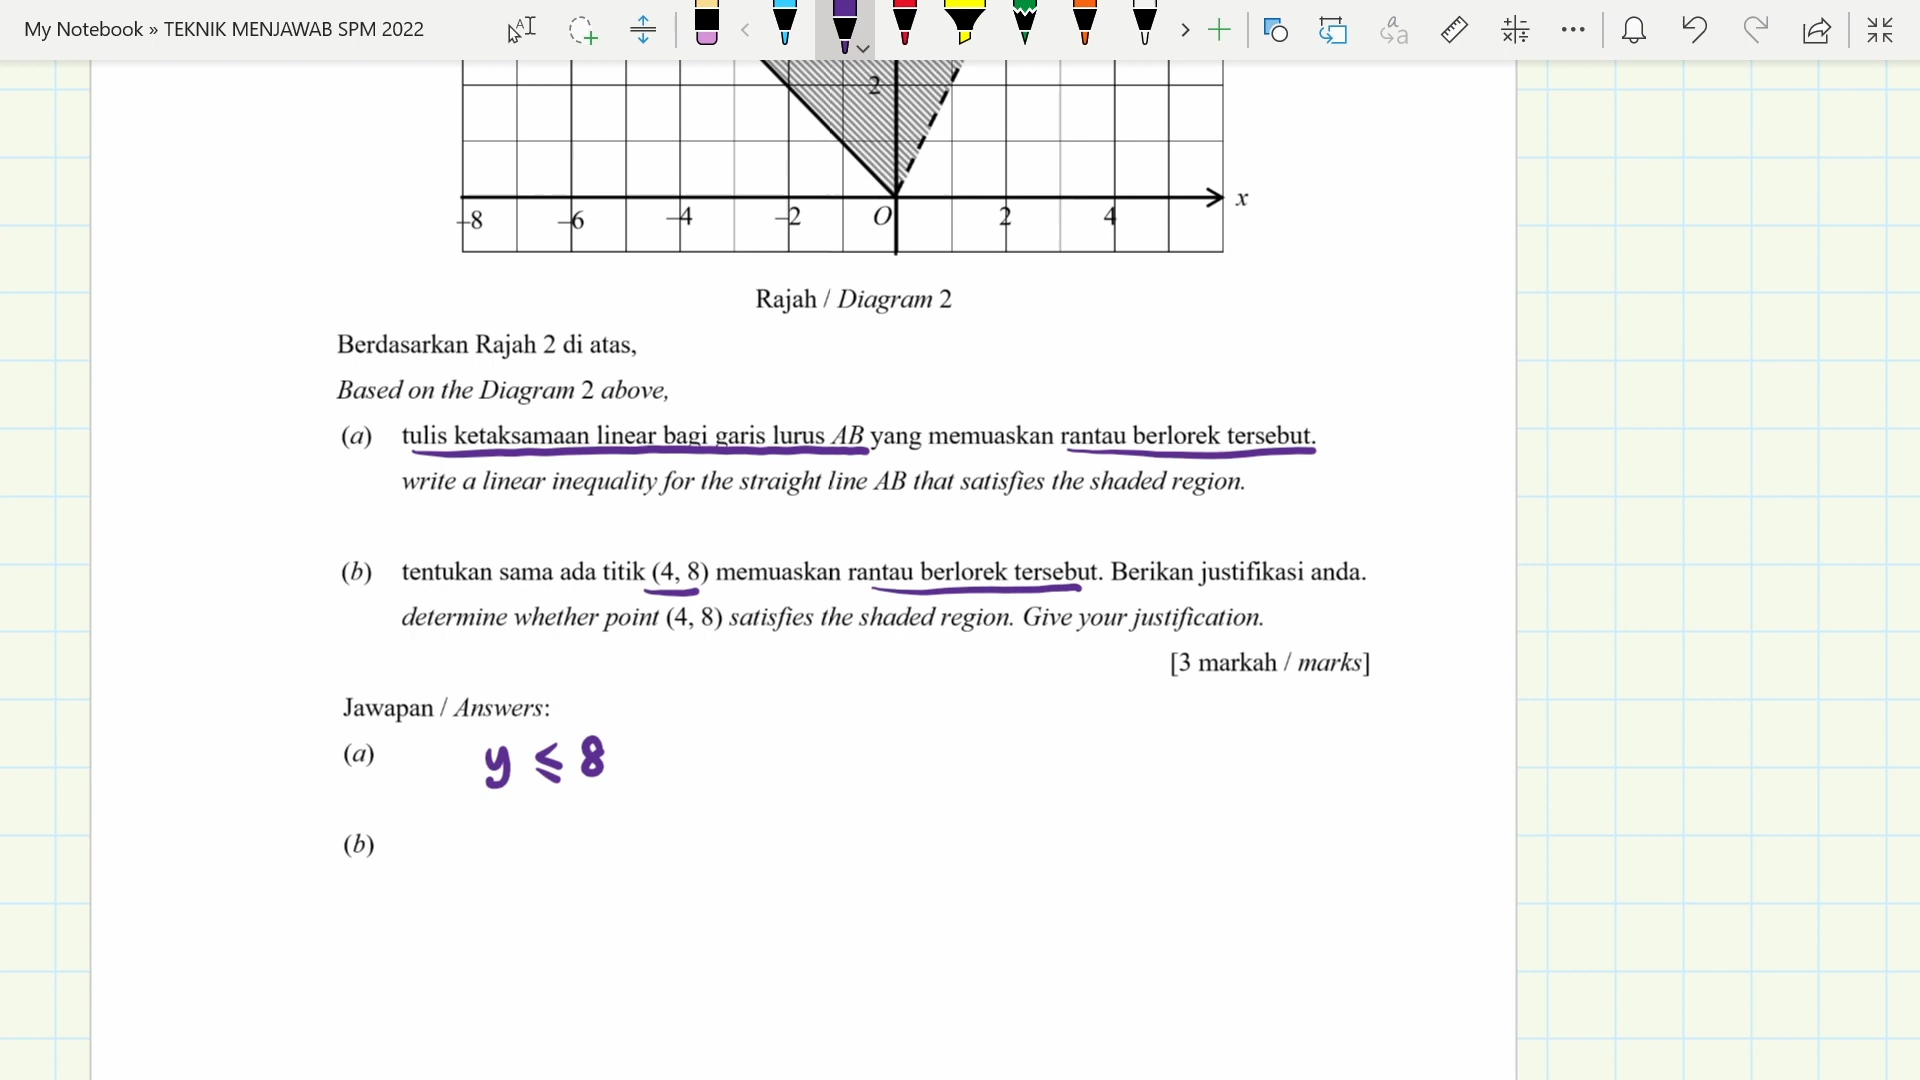 My Notebook » TEKNIK MENJAWAB SPM 2022
2
x
–8 –6 –4 –2 O 2 4
Rajah / Diagram 2
Berdasarkan Rajah 2 di atas,
Based on the Diagram 2 above,
(a) tulis ketaksamaan linear bagi garis lurus AB yang memuaskan rantau berlorek tersebut.
write a linear inequality for the straight line AB that satisfies the shaded region.
(b) tentukan sama ada titik (4, 8) memuaskan rantau berlorek tersebut. Berikan justifikasi anda.
determine whether point (4, 8) satisfies the shaded region. Give your justification.
[3 markah / marks]
Jawapan / Answers:
(a) y ⩽ 8
(b)